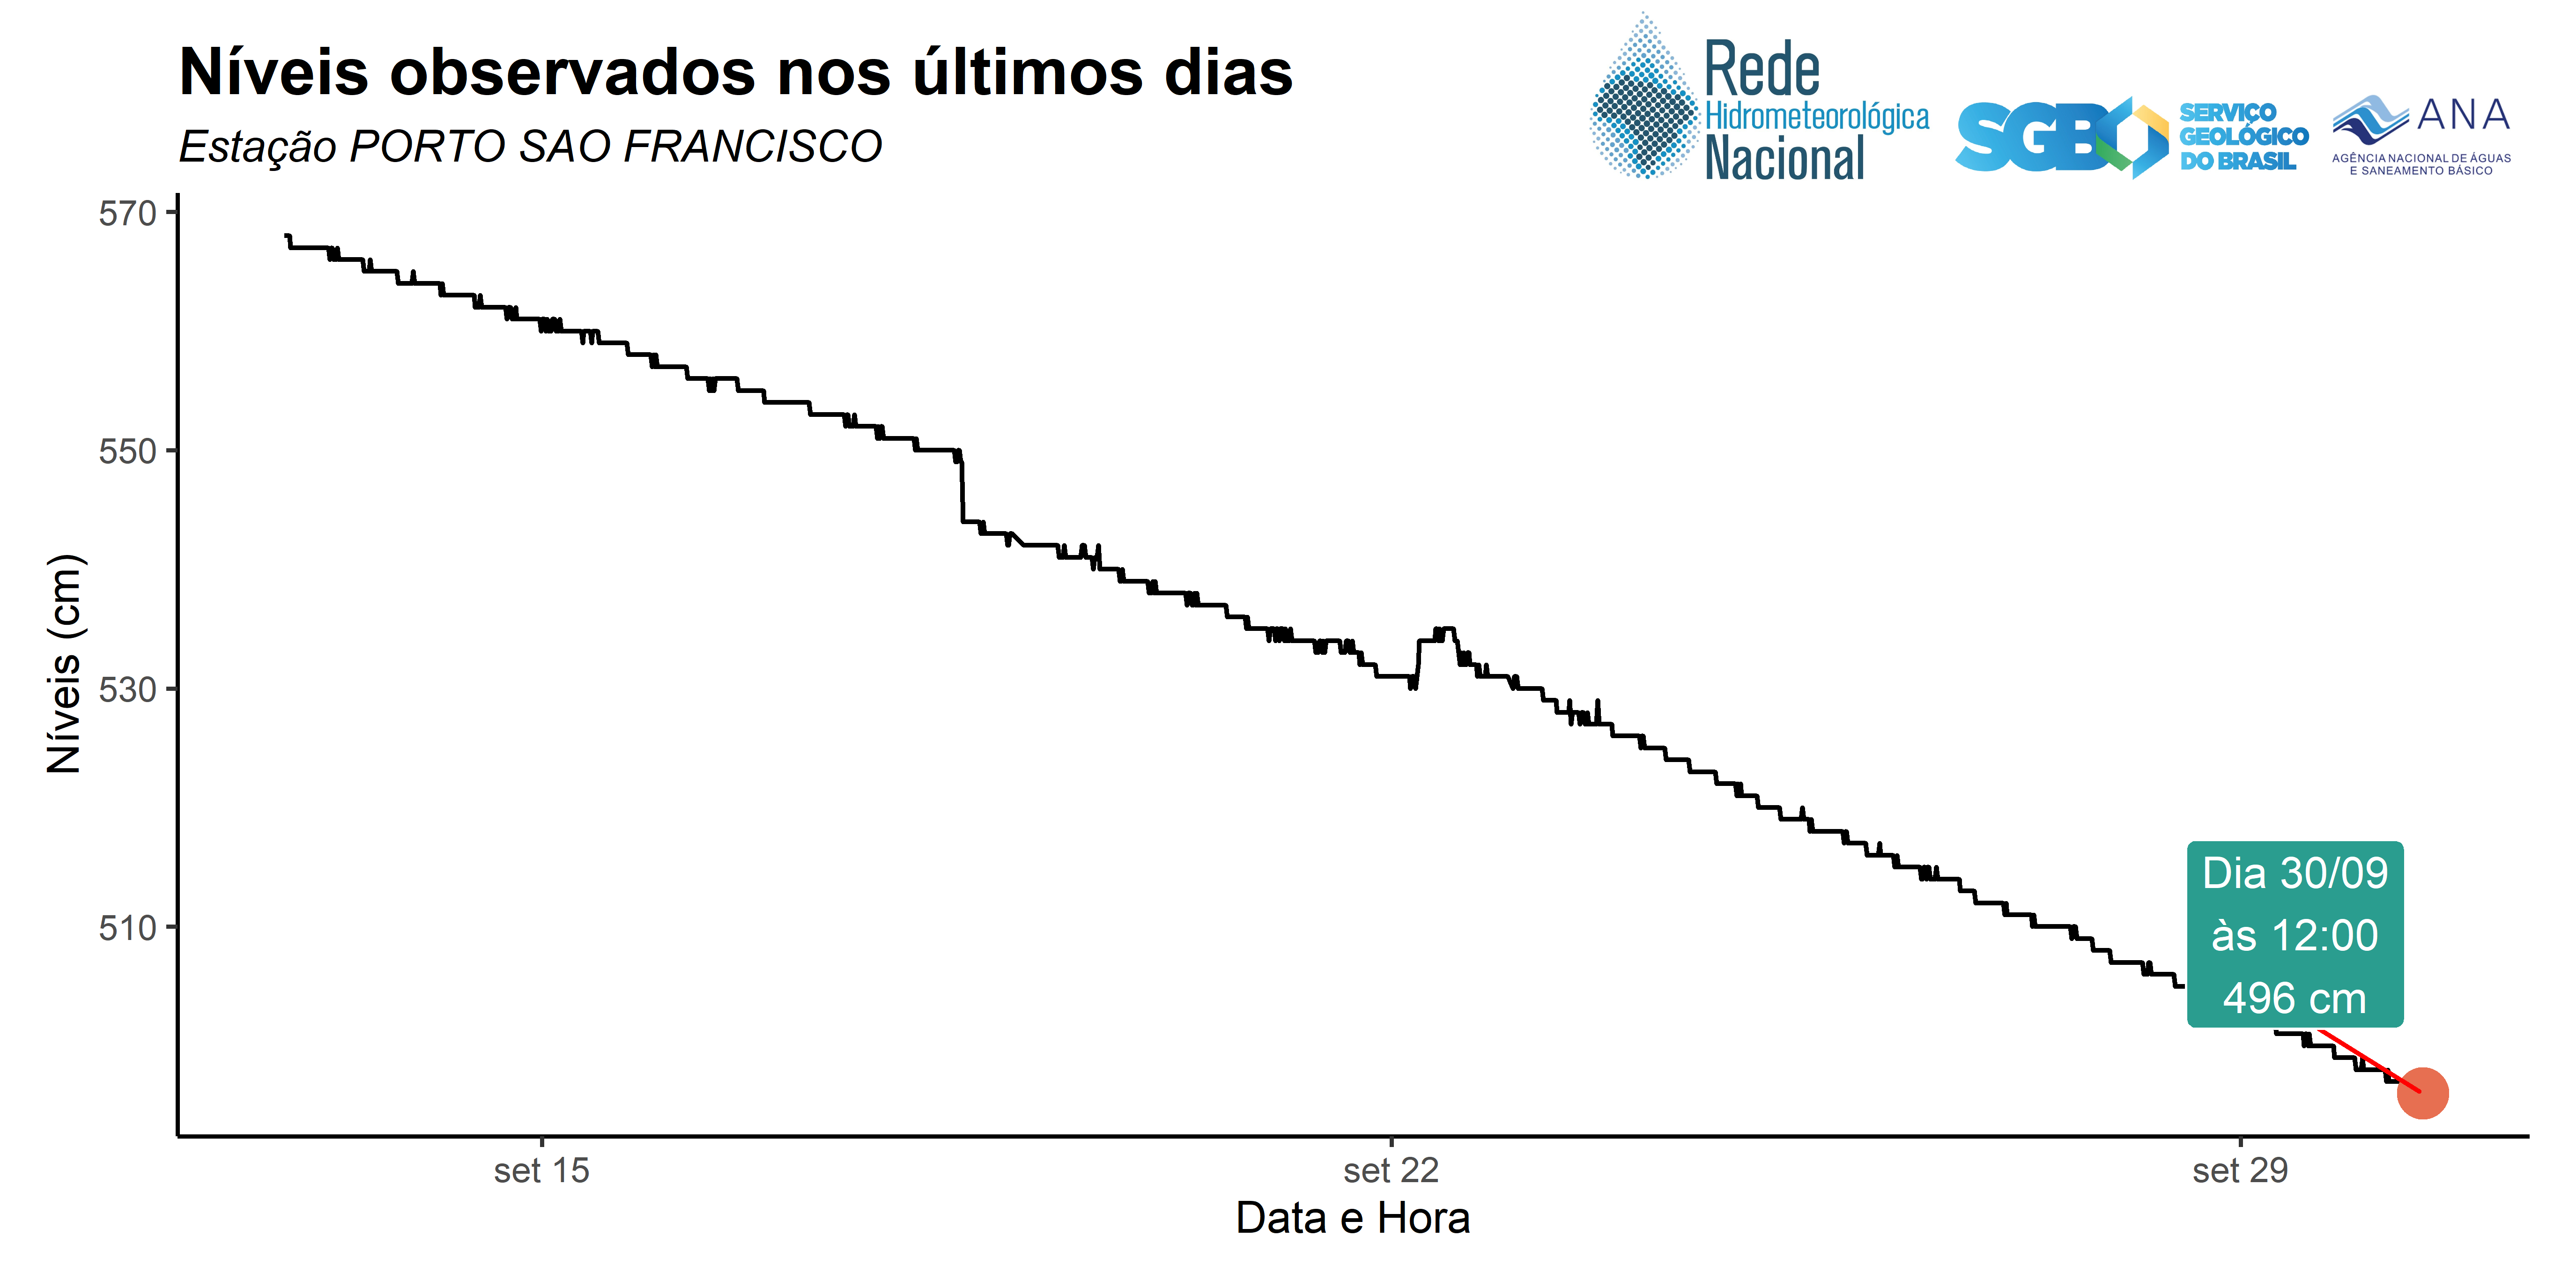 Níveis observados nos últimos dias
Estação PORTO SAO FRANCISCO
Rede
Hidrometeorológica
Nacional
SGB
SERVIÇO
GEOLÓGICO
DO BRASIL
ANA
AGÊNCIA NACIONAL DE ÁGUAS
E SANEAMENTO BÁSICO
570
550
530
510
Níveis (cm)
Dia 30/09
às 12:00
496 cm
set 15
set 22
set 29
Data e Hora